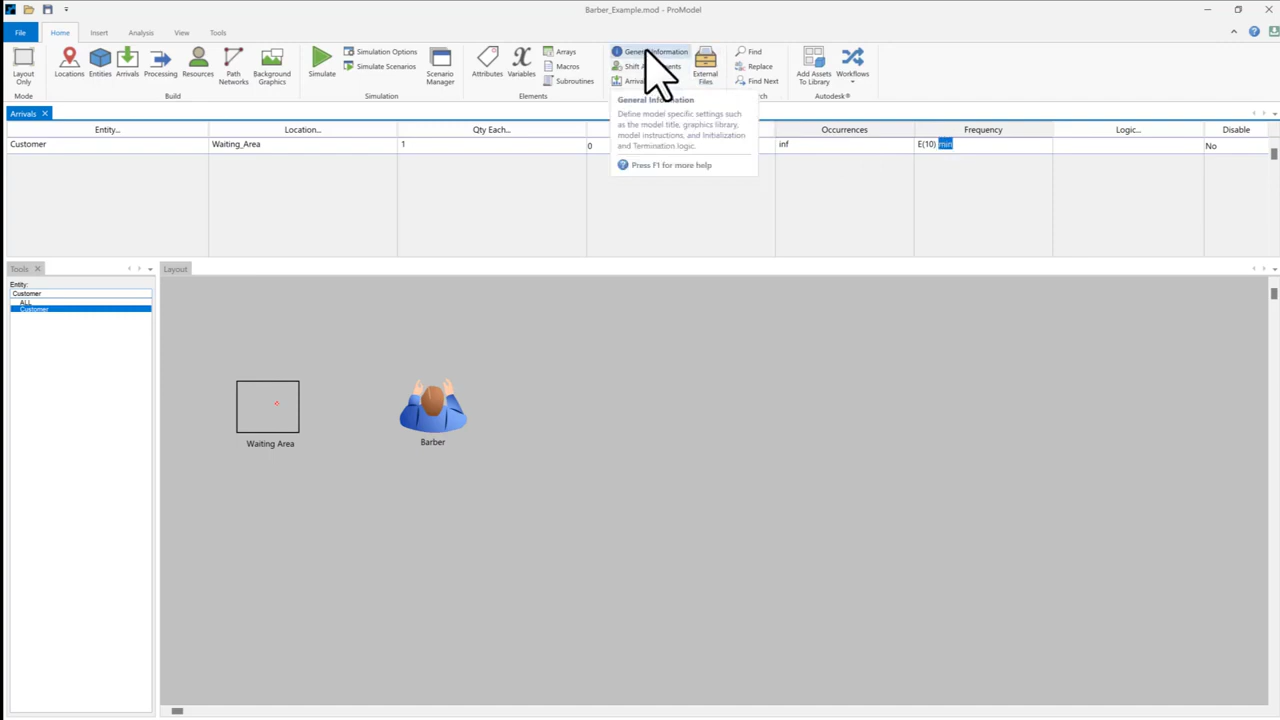 Barber_Example.mod - ProModel
File Home Insert Analysis View Tools
Layout Only
Mode
Locations Entities Arrivals Processing Resources Path Networks Background Graphics
Build
Simulate
Simulation Options
Simulate Scenarios
Scenario Manager
Simulation
Attributes
Variables
Arrays
Macros
Subroutines
Elements
General Information
Shift
Arriva
External Files
Find
Replace
Find Next
Add Assets To Library
Workflows
Autodesk®
Arrivals
General Information
Define model specific settings such
as the model title, graphics library,
model instructions, and Initialization
and Termination logic.
Press F1 for more help
Entity... Location... Qty Each... Occurrences Frequency Logic... Disable
Customer Waiting_Area 1 0 inf E(10) min No
Tools
Layout
Entity:
Customer
ALL
Customer
Waiting Area
Barber